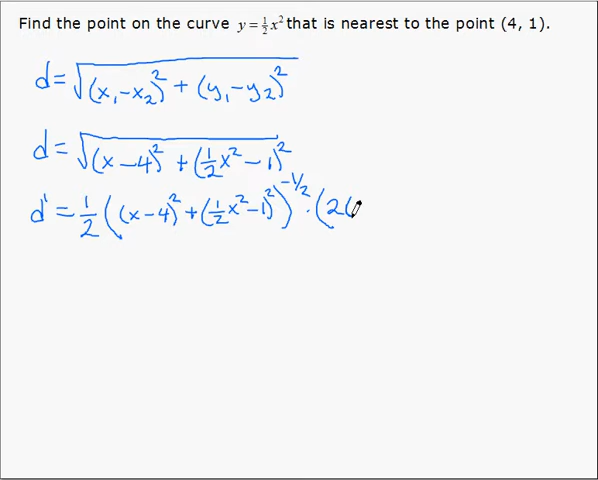 Find the point on the curve y = ½x² that is nearest to the point (4, 1).
d = √((x₁ - x₂)² + (y₁ - y₂)²)
d = √((x - 4)² + (½x² - 1)²)
d' = ½((x - 4)² + (½x² - 1)²)^(-1/2) · (2(